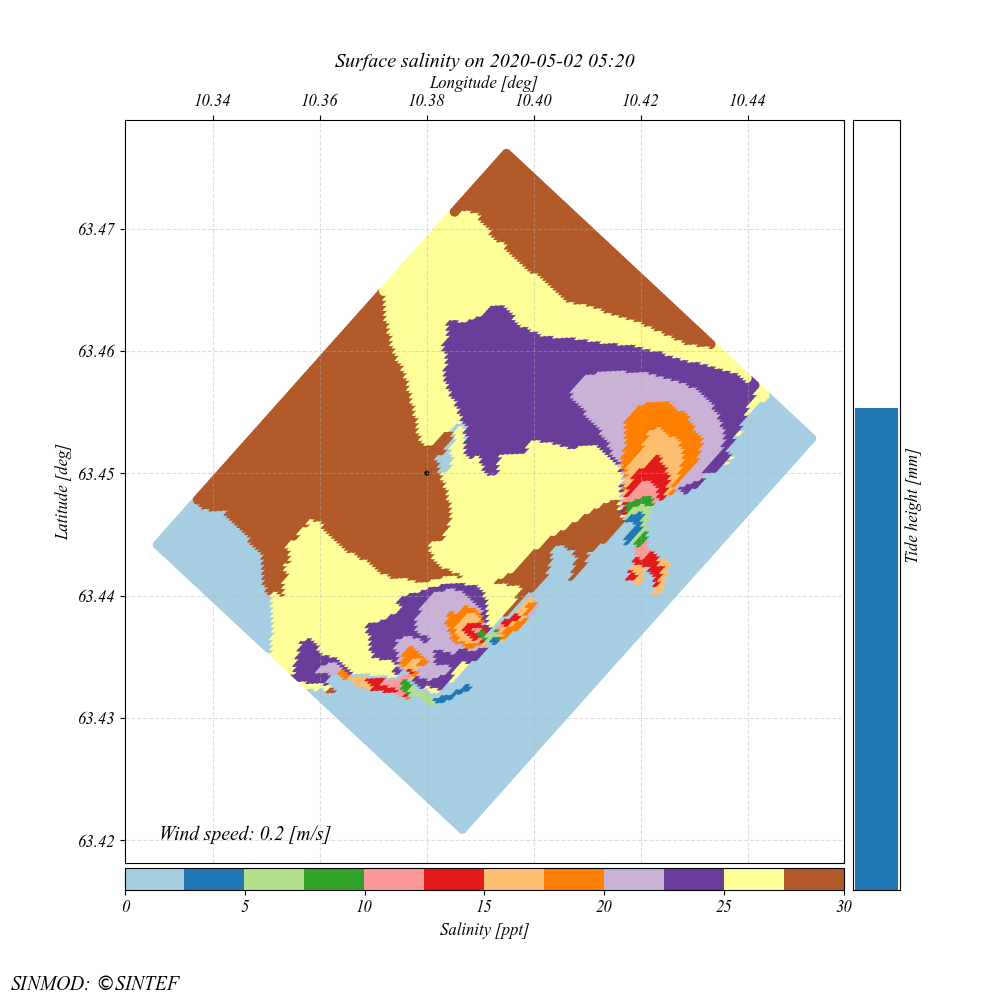 Surface salinity on 2020-05-02 05:20
Longitude [deg]
10.34 10.36 10.38 10.40 10.42 10.44
63.47
63.46
63.45
63.44
63.43
63.42
Latitude [deg]
Tide height [mm]
Wind speed: 0.2 [m/s]
0 5 10 15 20 25 30
Salinity [ppt]
SINMOD: ©SINTEF